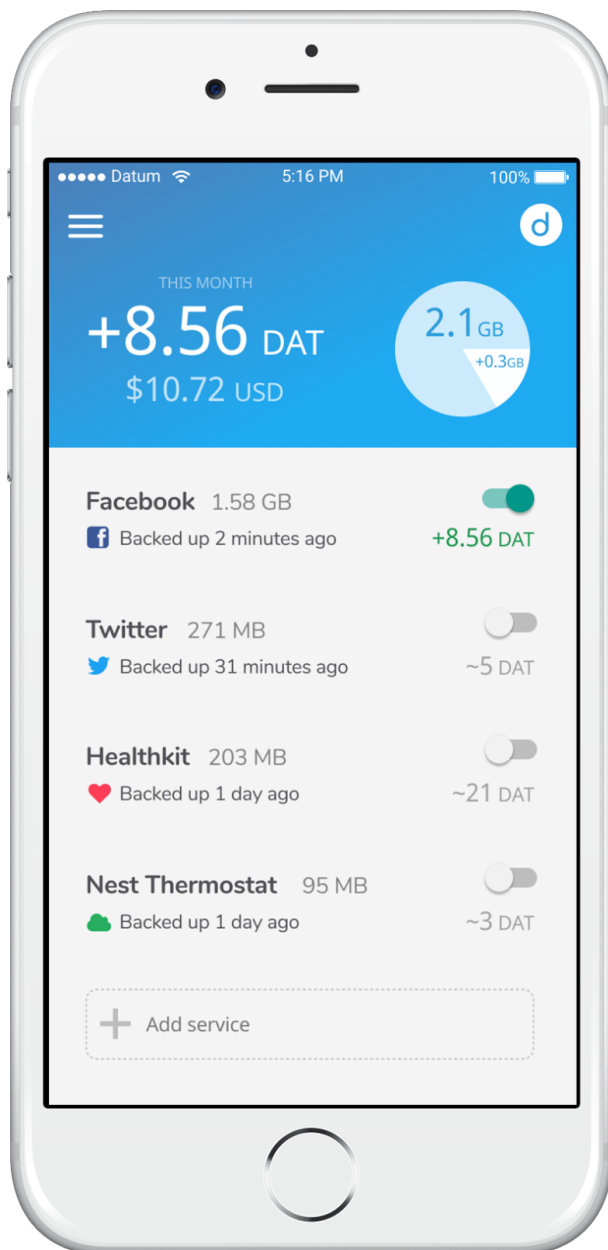 Datum 5:16 PM 100%
d
THIS MONTH
+8.56 DAT
$10.72 USD
2.1GB
+0.3GB
Facebook 1.58 GB
f Backed up 2 minutes ago +8.56 DAT
Twitter 271 MB
Backed up 31 minutes ago ~5 DAT
Healthkit 203 MB
Backed up 1 day ago ~21 DAT
Nest Thermostat 95 MB
Backed up 1 day ago ~3 DAT
Add service